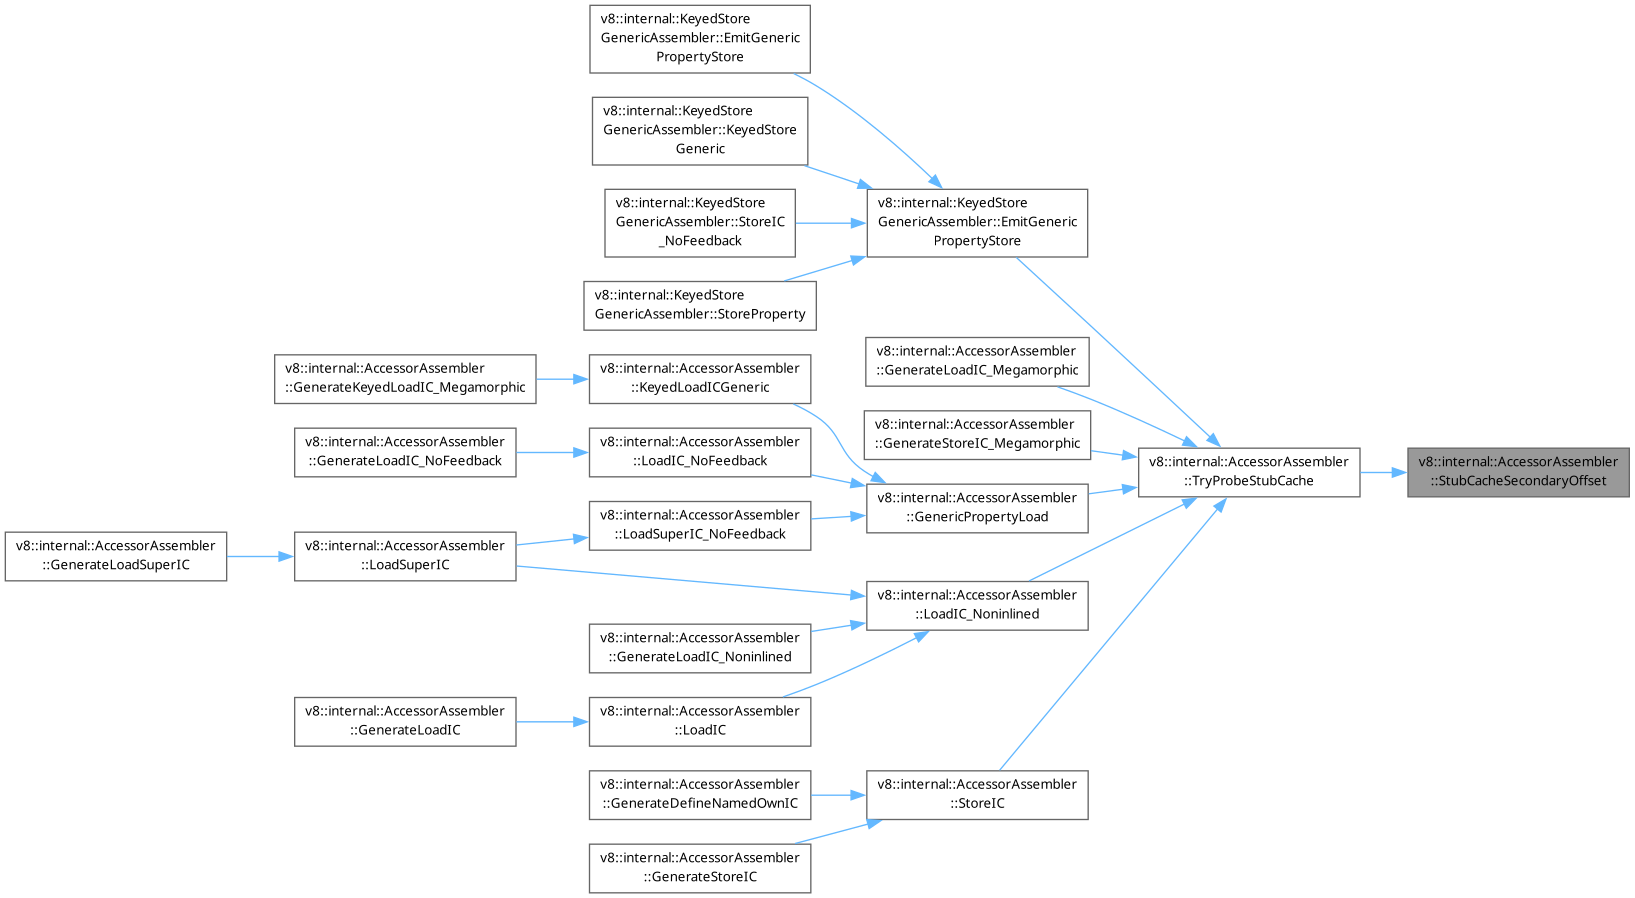 v8::internal::KeyedStore
GenericAssembler::EmitGeneric
PropertyStore
v8::internal::KeyedStore
GenericAssembler::KeyedStore
Generic
v8::internal::KeyedStore
GenericAssembler::StoreIC
_NoFeedback
v8::internal::KeyedStore
GenericAssembler::StoreProperty
v8::internal::KeyedStore
GenericAssembler::EmitGeneric
PropertyStore
v8::internal::AccessorAssembler
::GenerateLoadIC_Megamorphic
v8::internal::AccessorAssembler
::GenerateKeyedLoadIC_Megamorphic
v8::internal::AccessorAssembler
::KeyedLoadICGeneric
v8::internal::AccessorAssembler
::GenerateStoreIC_Megamorphic
v8::internal::AccessorAssembler
::GenerateLoadIC_NoFeedback
v8::internal::AccessorAssembler
::LoadIC_NoFeedback
v8::internal::AccessorAssembler
::TryProbeStubCache
v8::internal::AccessorAssembler
::StubCacheSecondaryOffset
v8::internal::AccessorAssembler
::GenericPropertyLoad
v8::internal::AccessorAssembler
::LoadSuperIC_NoFeedback
v8::internal::AccessorAssembler
::GenerateLoadSuperIC
v8::internal::AccessorAssembler
::LoadSuperIC
v8::internal::AccessorAssembler
::LoadIC_Noninlined
v8::internal::AccessorAssembler
::GenerateLoadIC_Noninlined
v8::internal::AccessorAssembler
::GenerateLoadIC
v8::internal::AccessorAssembler
::LoadIC
v8::internal::AccessorAssembler
::GenerateDefineNamedOwnIC
v8::internal::AccessorAssembler
::StoreIC
v8::internal::AccessorAssembler
::GenerateStoreIC